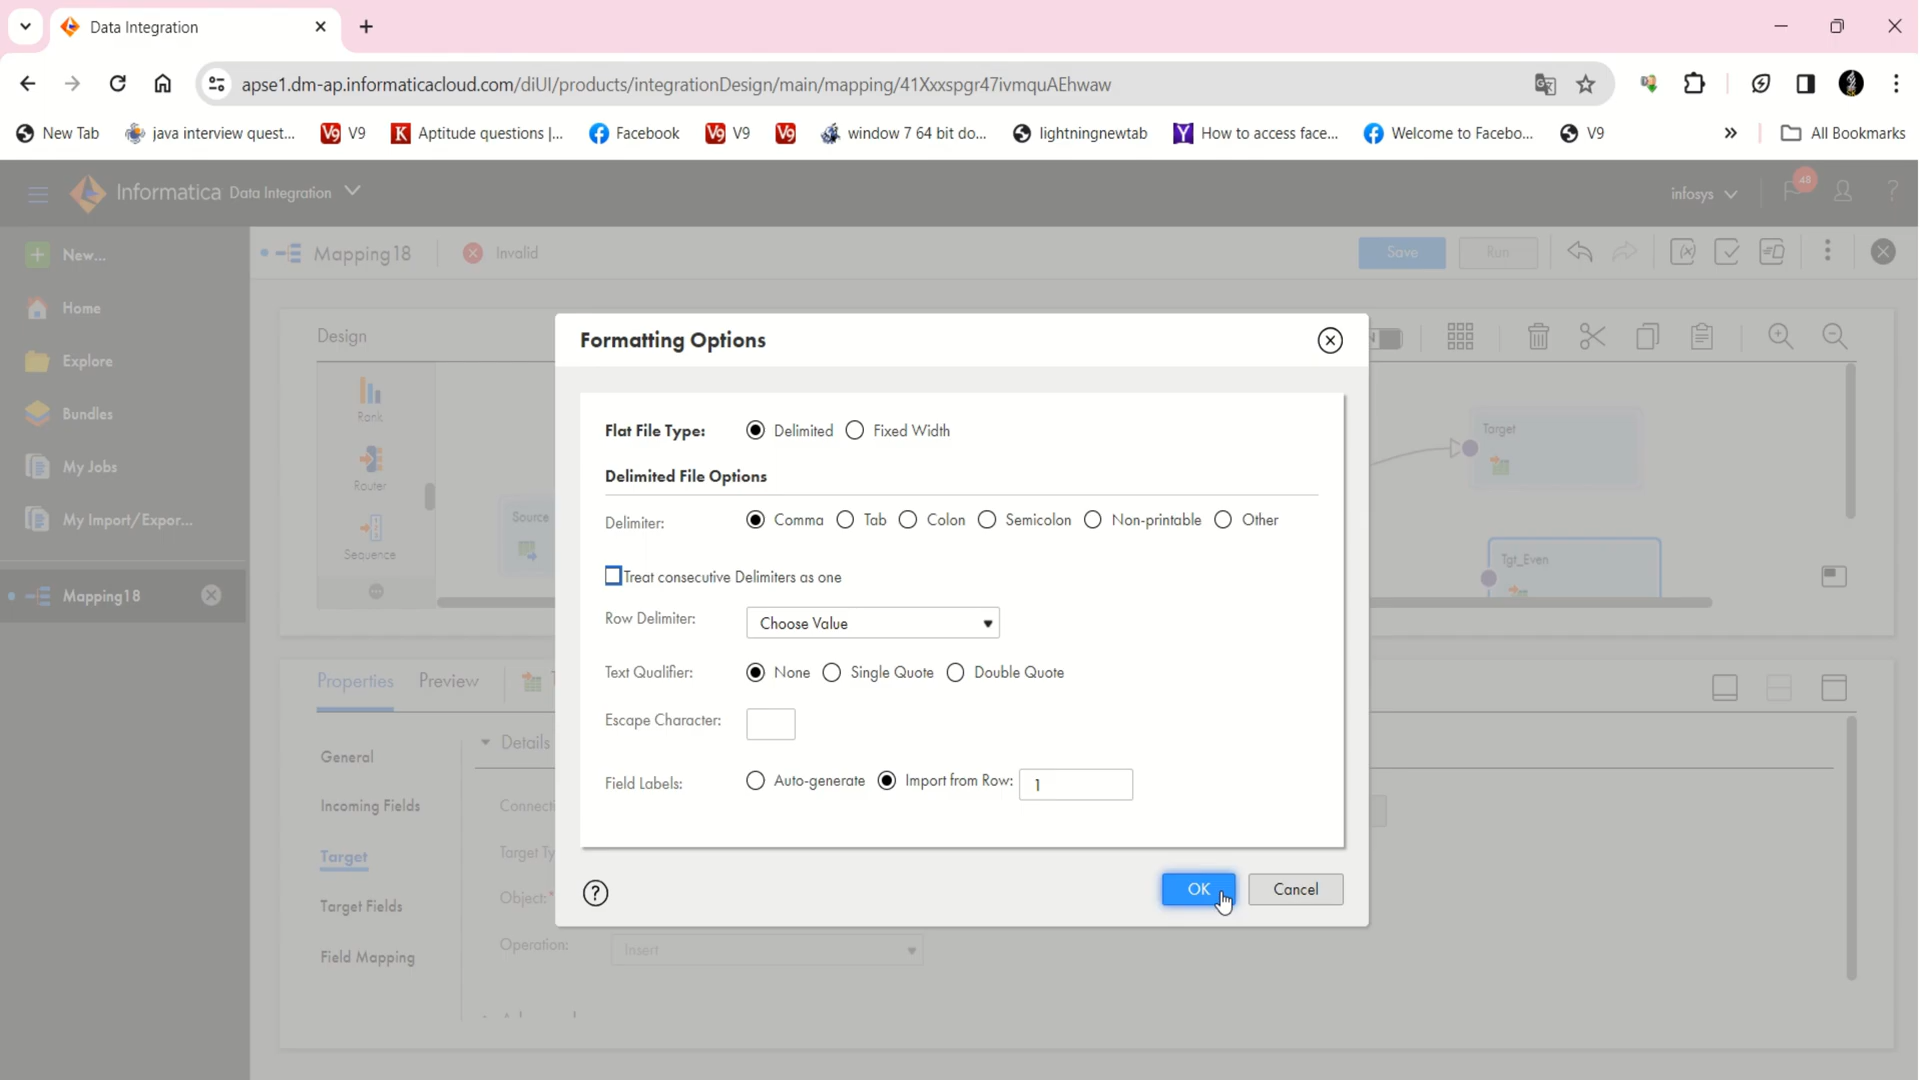 Data Integration
apse1.dm-ap.informaticacloud.com/diUI/products/integrationDesign/main/mapping/41Xxxspgr47ivmquAEhwaw
New Tab java interview quest... V9 V9 K Aptitude questions |... Facebook V9 V9 V9 window 7 64 bit do... lightningnewtab Y How to access face... Welcome to Facebo... V9 » All Bookmarks
Informatica Data Integration infosys 48 ?
New... Mapping18 Invalid Save Run
Home
Explore
Bundles
My Jobs
My Import/Expor...
Mapping18
Design
Rank
Router
Sequence
Source
Target
Tgt_Even
Formatting Options
Flat File Type: Delimited Fixed Width
Delimited File Options
Delimiter: Comma Tab Colon Semicolon Non-printable Other
Treat consecutive Delimiters as one
Row Delimiter: Choose Value
Text Qualifier: None Single Quote Double Quote
Escape Character:
Field Labels: Auto-generate Import from Row: 1
? OK Cancel
Properties Preview
General
Incoming Fields
Target
Target Fields
Field Mapping
Details
Object:*
Operation: Insert